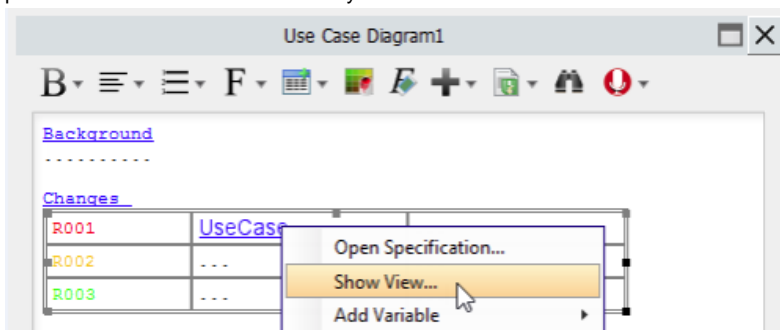 Use Case Diagram1
B F F
Background
----------
Changes
R001 UseCase
Open Specification...
R002 ...
Show View...
R003 ...
Add Variable